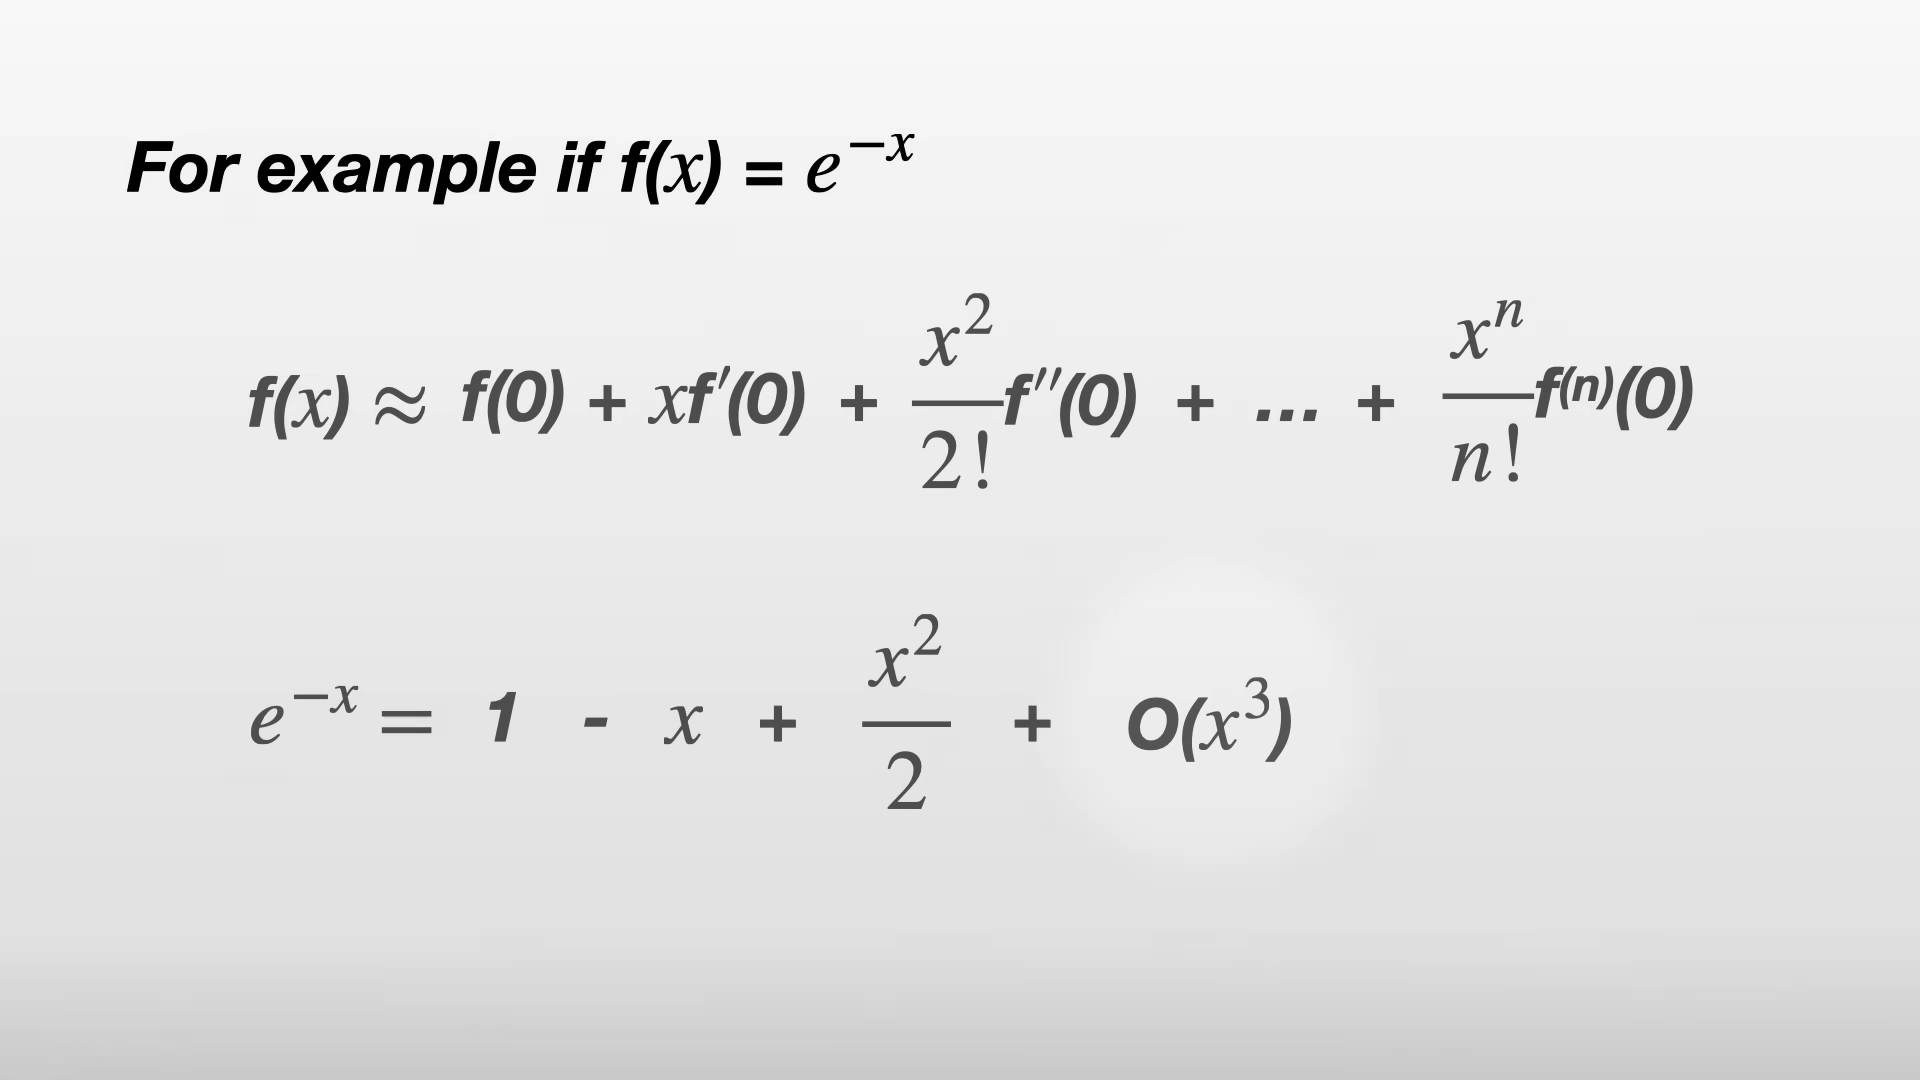 For example if f(x) = e⁻ˣ
f(x) ≈ f(0) + xf′(0) + x²/2! f′′(0) + … + xⁿ/n! f⁽ⁿ⁾(0)
e⁻ˣ = 1 - x + x²/2 + O(x³)